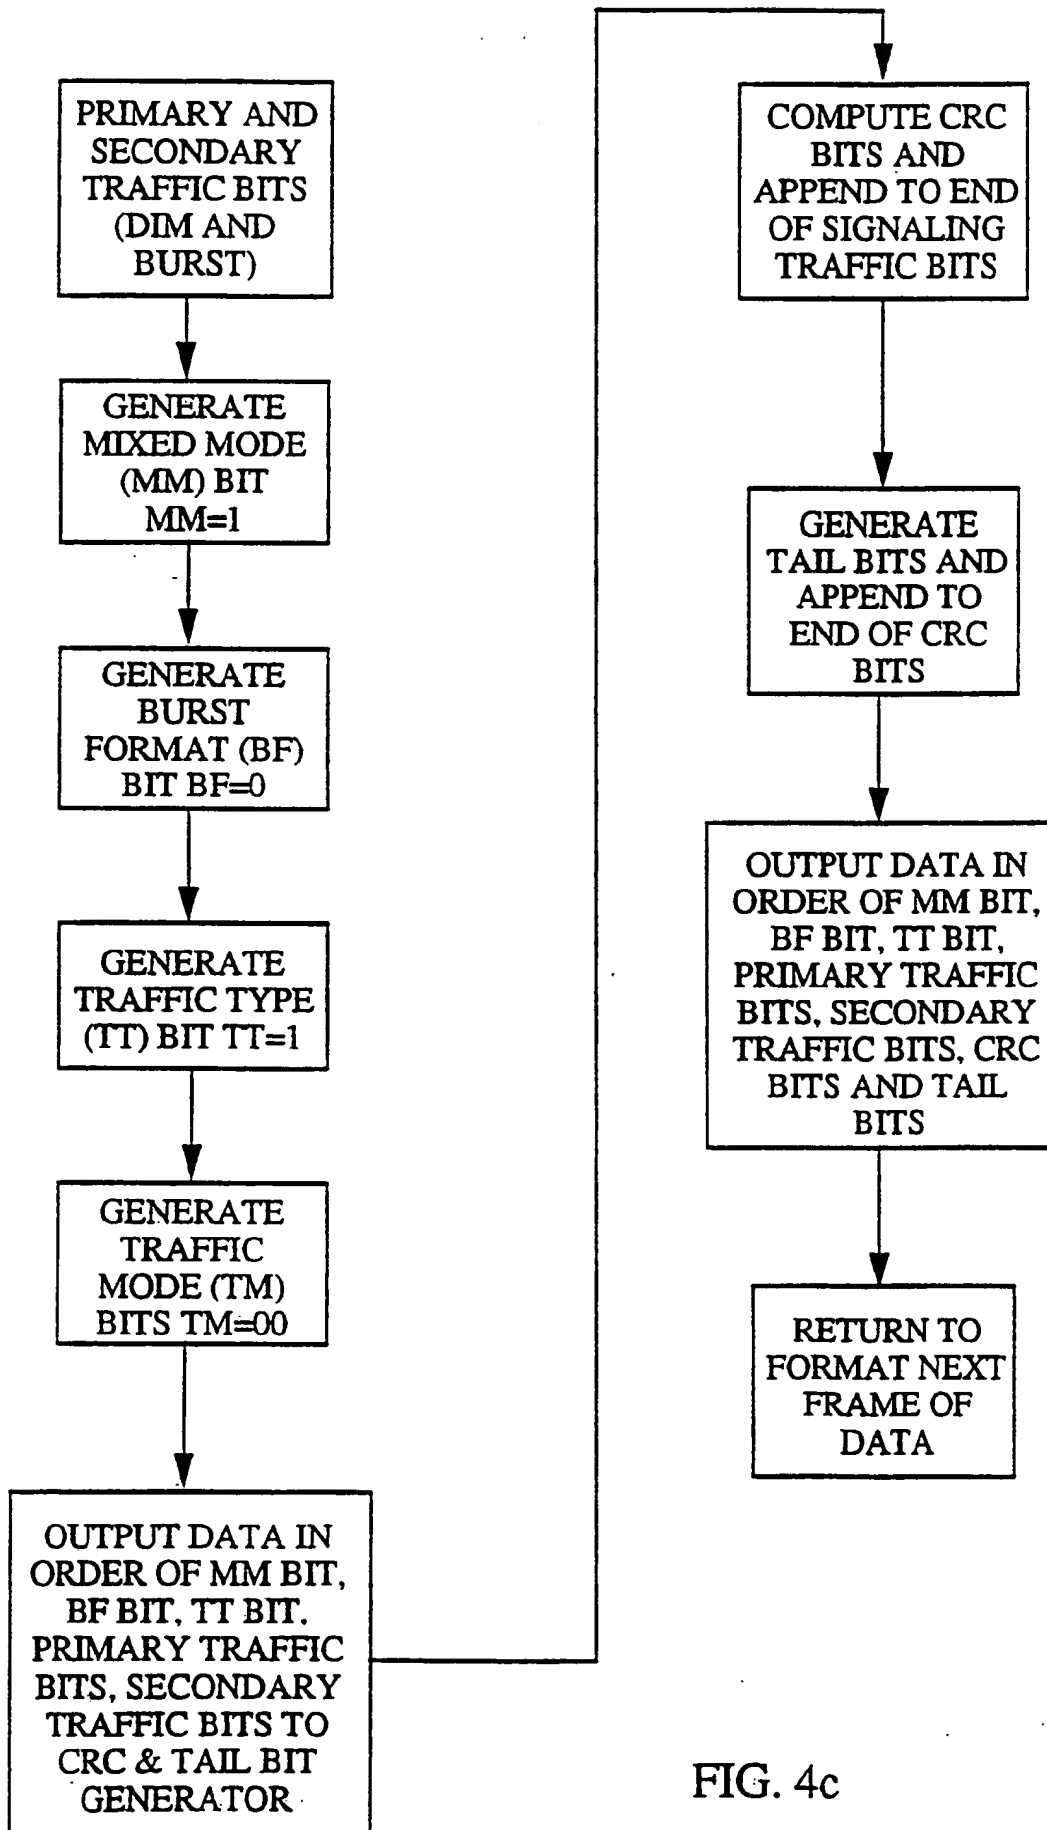 PRIMARY AND
SECONDARY
TRAFFIC BITS
(DIM AND
BURST)
GENERATE
MIXED MODE
(MM) BIT
MM=1
GENERATE
BURST
FORMAT (BF)
BIT BF=0
GENERATE
TRAFFIC TYPE
(TT) BIT TT=1
GENERATE
TRAFFIC
MODE (TM)
BITS TM=00
OUTPUT DATA IN
ORDER OF MM BIT,
BF BIT, TT BIT.
PRIMARY TRAFFIC
BITS, SECONDARY
TRAFFIC BITS TO
CRC & TAIL BIT
GENERATOR
COMPUTE CRC
BITS AND
APPEND TO END
OF SIGNALING
TRAFFIC BITS
GENERATE
TAIL BITS AND
APPEND TO
END OF CRC
BITS
OUTPUT DATA IN
ORDER OF MM BIT,
BF BIT, TT BIT,
PRIMARY TRAFFIC
BITS, SECONDARY
TRAFFIC BITS, CRC
BITS AND TAIL
BITS
RETURN TO
FORMAT NEXT
FRAME OF
DATA
FIG. 4c